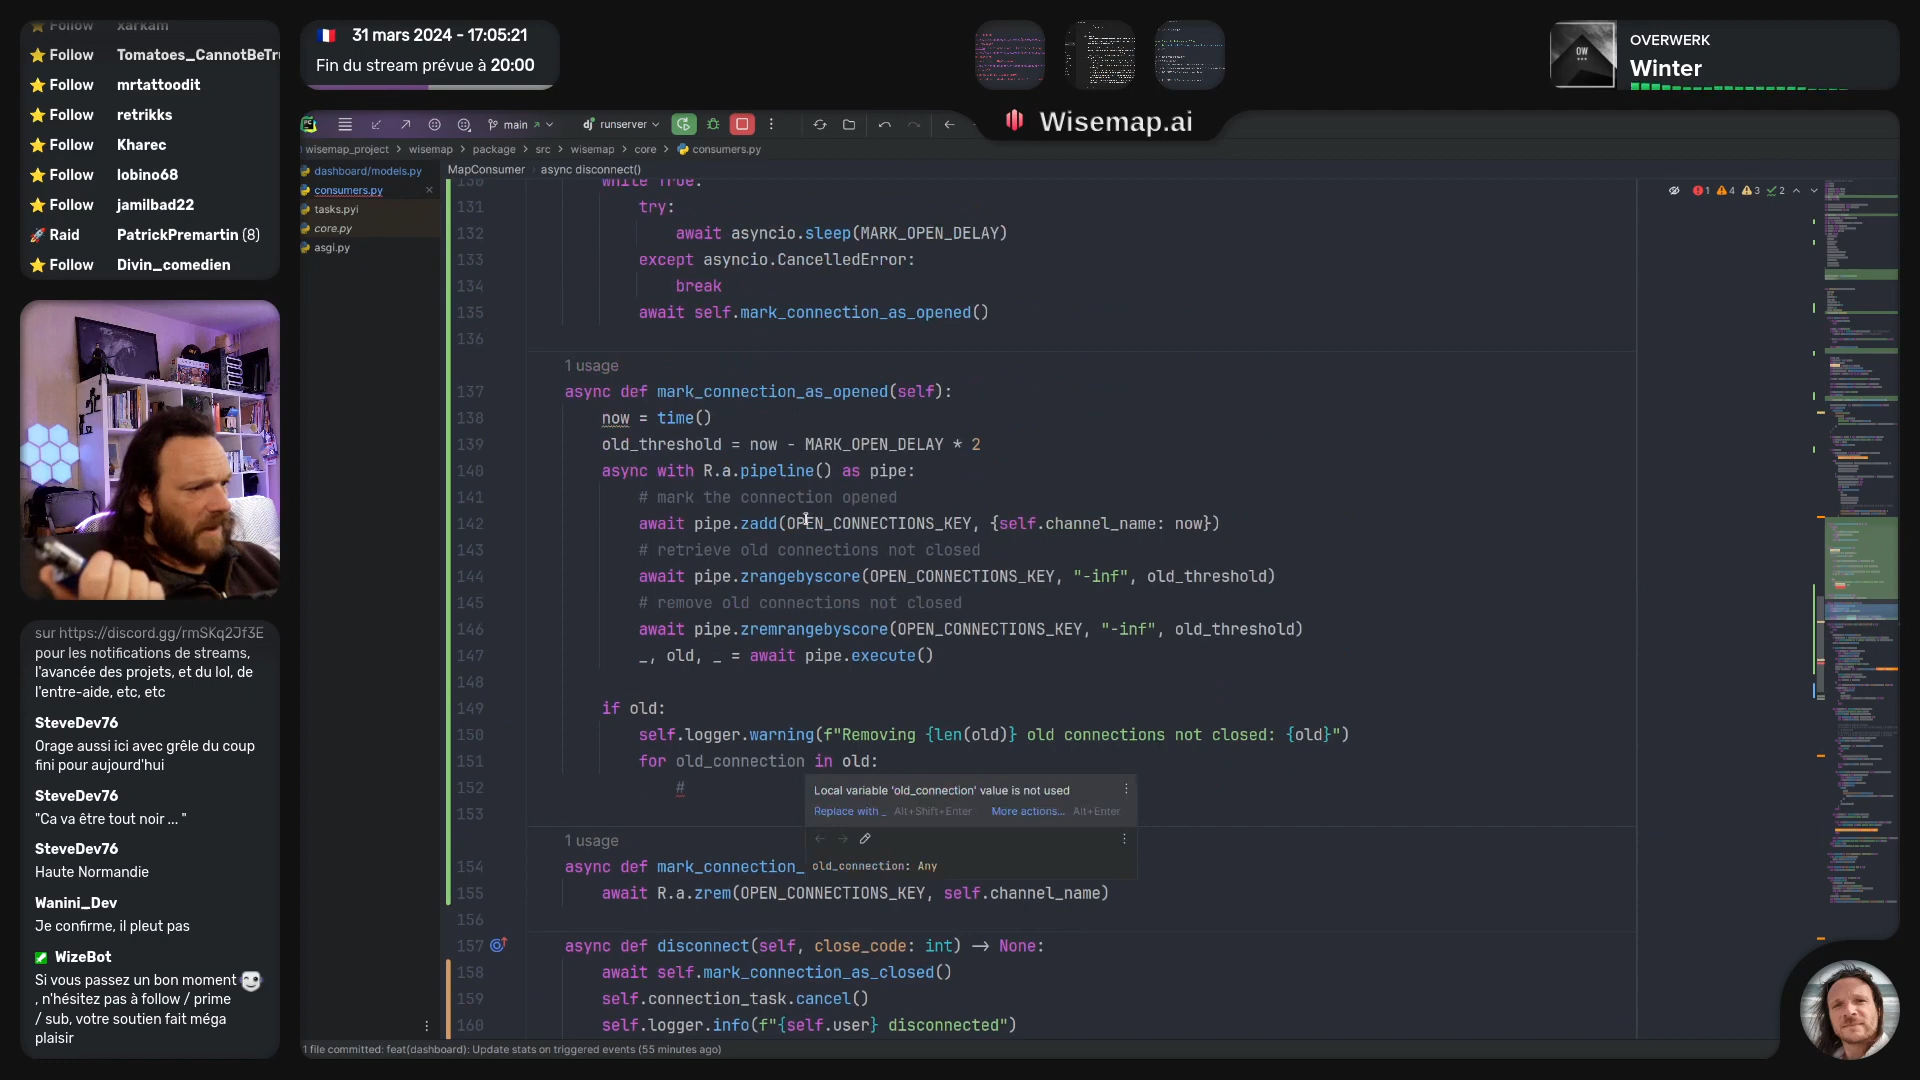 xarkam
Follow Tomatoes_CannotBeTr
Follow mrtattoodit
Follow retrikks
Follow Kharec
Follow lobino68
Follow jamilbad22
Raid PatrickPremartin (8)
Follow Divin_comedien
31 mars 2024 - 17:05:21
Fin du stream prévue à 20:00
OVERWERK
Winter
OW
Wisemap.ai
main
dj runserver
wisemap_project > wisemap > package > src > wisemap > core > consumers.py
dashboard/models.py
consumers.py
tasks.pyi
core.py
asgi.py
MapConsumer > async disconnect()
1 4 3 2
130 while True:
131 try:
132 await asyncio.sleep(MARK_OPEN_DELAY)
133 except asyncio.CancelledError:
134 break
135 await self.mark_connection_as_opened()
136
1 usage
137 async def mark_connection_as_opened(self):
138 now = time()
139 old_threshold = now - MARK_OPEN_DELAY * 2
140 async with R.a.pipeline() as pipe:
141 # mark the connection opened
142 await pipe.zadd(OPEN_CONNECTIONS_KEY, {self.channel_name: now})
143 # retrieve old connections not closed
144 await pipe.zrangebyscore(OPEN_CONNECTIONS_KEY, "-inf", old_threshold)
145 # remove old connections not closed
146 await pipe.zremrangebyscore(OPEN_CONNECTIONS_KEY, "-inf", old_threshold)
147 _, old, _ = await pipe.execute()
148
149 if old:
150 self.logger.warning(f"Removing {len(old)} old connections not closed: {old}")
151 for old_connection in old:
152 #
153
Local variable 'old_connection' value is not used
Replace with _ Alt+Shift+Enter More actions... Alt+Enter
old_connection: Any
1 usage
154 async def mark_connection_
155 await R.a.zrem(OPEN_CONNECTIONS_KEY, self.channel_name)
156
157 async def disconnect(self, close_code: int) → None:
158 await self.mark_connection_as_closed()
159 self.connection_task.cancel()
160 self.logger.info(f"{self.user} disconnected")
1 file committed: feat(dashboard): Update stats on triggered events (55 minutes ago)
sur https://discord.gg/rmSKq2Jf3E
pour les notifications de streams,
l'avancée des projets, et du lol, de
l'entre-aide, etc, etc
SteveDev76
Orage aussi ici avec grêle du coup
fini pour aujourd'hui
SteveDev76
"Ca va être tout noir ... "
SteveDev76
Haute Normandie
Wanini_Dev
Je confirme, il pleut pas
WizeBot
Si vous passez un bon moment
, n'hésitez pas à follow / prime
/ sub, votre soutien fait méga
plaisir